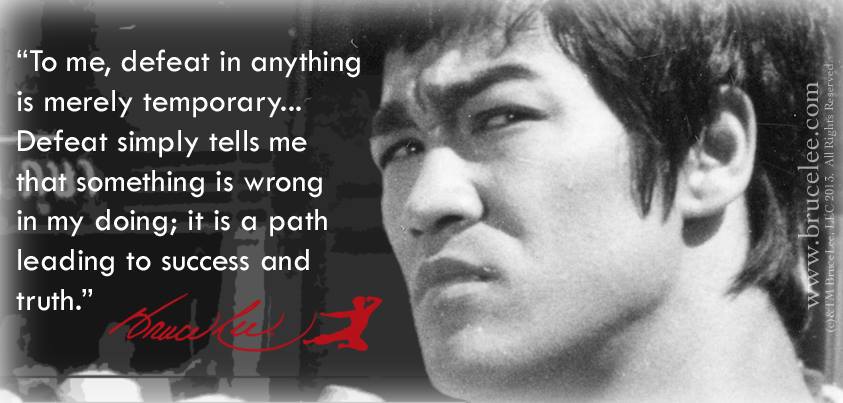 “To me, defeat in anything
is merely temporary...
Defeat simply tells me
that something is wrong
in my doing; it is a path
leading to success and
truth.”
Bruce Lee
www.brucelee.com
(c)&TM Bruce Lee, LLC 2013. All Rights Reserved.